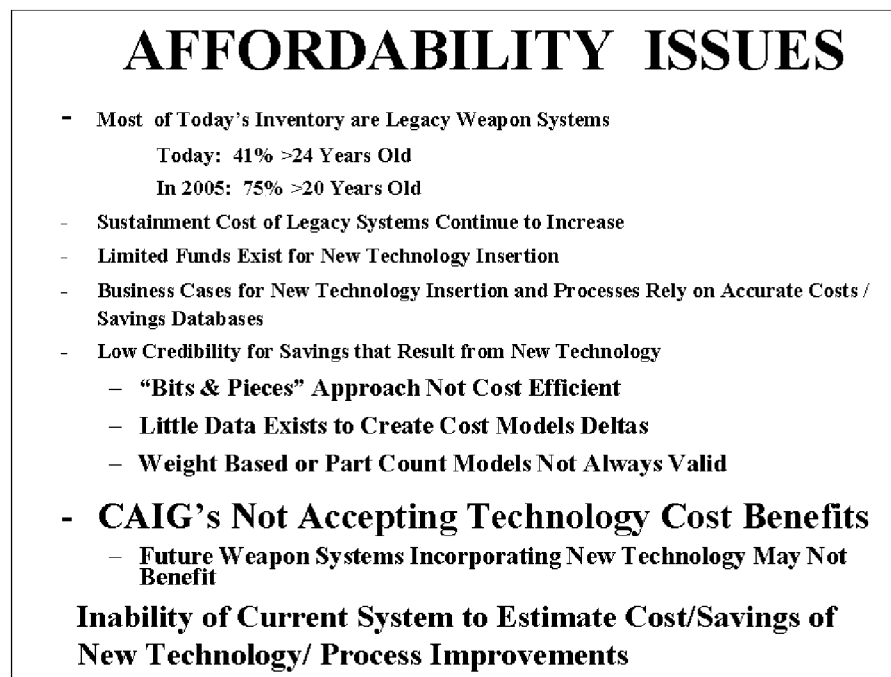 AFFORDABILITY ISSUES
- Most of Today's Inventory are Legacy Weapon Systems
Today: 41% >24 Years Old
In 2005: 75% >20 Years Old
- Sustainment Cost of Legacy Systems Continue to Increase
- Limited Funds Exist for New Technology Insertion
- Business Cases for New Technology Insertion and Processes Rely on Accurate Costs /
Savings Databases
- Low Credibility for Savings that Result from New Technology
– “Bits & Pieces” Approach Not Cost Efficient
– Little Data Exists to Create Cost Models Deltas
– Weight Based or Part Count Models Not Always Valid
- CAIG's Not Accepting Technology Cost Benefits
– Future Weapon Systems Incorporating New Technology May Not
Benefit
Inability of Current System to Estimate Cost/Savings of
New Technology/ Process Improvements